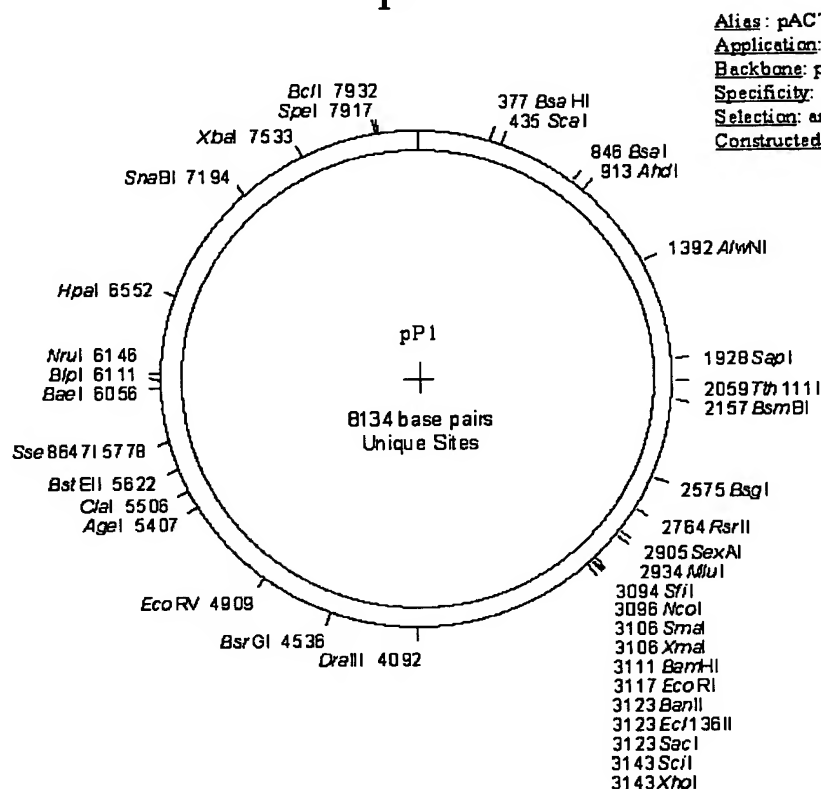 Alias: pACT
Application:
Backbone: p
Specificity:
Selection: a
Constructed
BclI 7932
SpeI 7917
XbaI 7533
SnaBI 7194
HpaI 6552
NruI 6146
BlpI 6111
BaeI 6056
Sse8647I 5778
BstEII 5622
ClaI 5506
AgeI 5407
EcoRV 4909
BsrGI 4536
DraIII 4092
377 BsaHI
435 ScaI
846 BsaI
913 AhdI
1392 AlwNI
1928 SapI
2059 Tth111I
2157 BsmBI
2575 BsgI
2764 RsrII
2905 SexAI
2934 MluI
3094 SfiI
3096 NcoI
3106 SmaI
3106 XmaI
3111 BamHI
3117 EcoRI
3123 BanII
3123 Ecl136II
3123 SacI
3143 SciI
3143 XhoI
pP1
8134 base pairs
Unique Sites